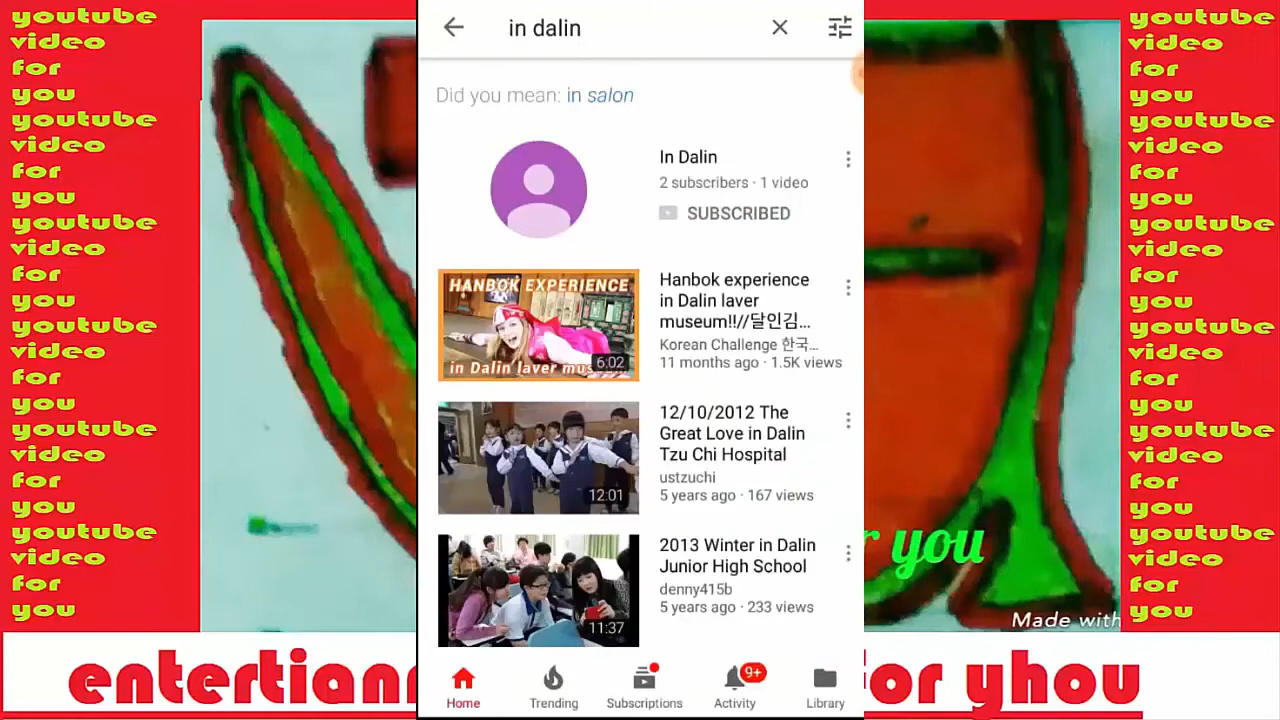 youtube
video
for
you
youtube
video
for
you
youtube
video
for
you
youtube
video
for
you
youtube
video
for
you
youtube
video
for
you
in dalin
Did you mean: in salon
In Dalin
2 subscribers · 1 video
SUBSCRIBED
HANBOK EXPERIENCE
in Dalin laver
6:02
Hanbok experience
in Dalin laver
museum!!//달인김...
Korean Challenge 한국...
11 months ago · 1.5K views
12:01
12/10/2012 The
Great Love in Dalin
Tzu Chi Hospital
ustzuchi
5 years ago · 167 views
11:37
2013 Winter in Dalin
Junior High School
denny415b
5 years ago · 233 views
9+
Home Trending Subscriptions Activity Library
you
Made with
youtube
video
for
you
youtube
video
for
you
youtube
video
for
you
youtube
video
for
you
youtube
video
for
you
youtube
video
for
you
entertiann
for yhou